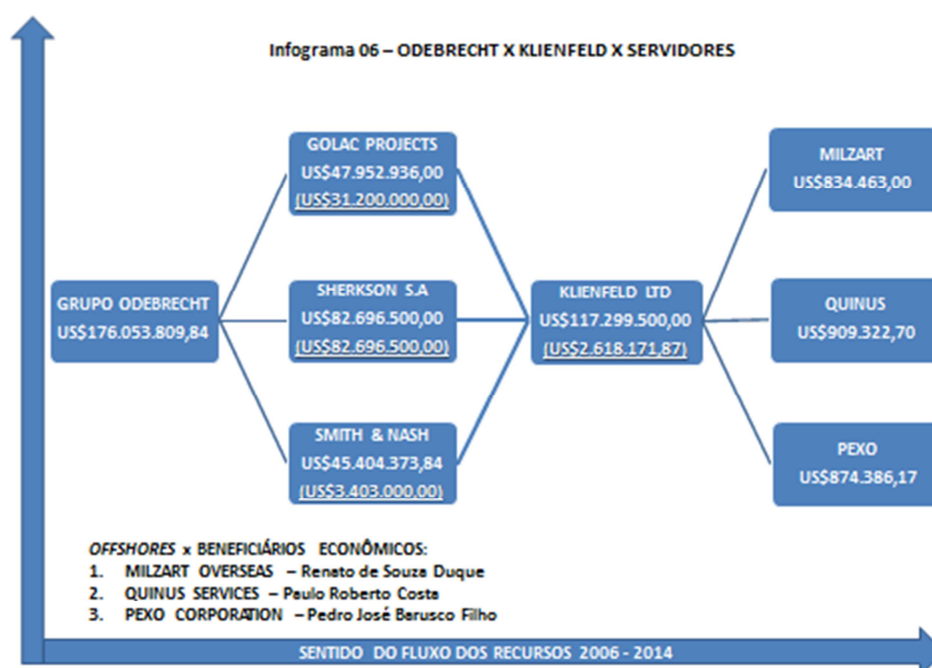 Infograma 06 – ODEBRECHT X KLIENFELD X SERVIDORES
GOLAC PROJECTS
US$47.952.936,00
(US$31.200.000,00)
MILZART
US$834.463,00
GRUPO ODEBRECHT
US$176.053.809,84
SHERKSON S.A
US$82.696.500,00
(US$82.696.500,00)
KLIENFELD LTD
US$117.299.500,00
(US$2.618.171,87)
QUINUS
US$909.322,70
SMITH & NASH
US$45.404.373,84
(US$3.403.000,00)
PEXO
US$874.386,17
OFFSHORES x BENEFICIÁRIOS ECONÔMICOS:
1. MILZART OVERSEAS – Renato de Souza Duque
2. QUINUS SERVICES – Paulo Roberto Costa
3. PEXO CORPORATION – Pedro José Barusco Filho
SENTIDO DO FLUXO DOS RECURSOS 2006 - 2014